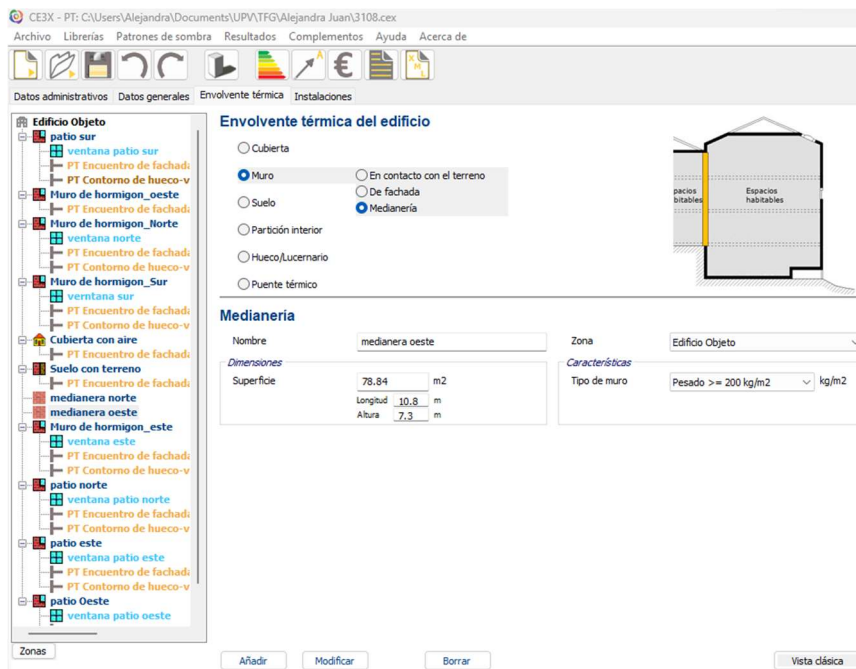 CE3X - PT: C:\Users\Alejandra\Documents\UPV\TFG\Alejandra Juan\3108.cex
Archivo Librerías Patrones de sombra Resultados Complementos Ayuda Acerca de
Datos administrativos Datos generales Envolvente térmica Instalaciones
Edificio Objeto
patio sur
ventana patio sur
PT Encuentro de fachada
PT Contorno de hueco-v
Muro de hormigon_oeste
PT Encuentro de fachada
Muro de hormigon_Norte
ventana norte
PT Encuentro de fachada
PT Contorno de hueco-v
Muro de hormigon_Sur
verntana sur
PT Encuentro de fachada
PT Contorno de hueco-v
Cubierta con aire
PT Encuentro de fachada
Suelo con terreno
PT Encuentro de fachada
medianera norte
medianera oeste
Muro de hormigon_este
ventana este
PT Encuentro de fachada
PT Contorno de hueco-v
patio norte
ventana patio norte
PT Encuentro de fachada
PT Contorno de hueco-v
patio este
ventana patio este
PT Encuentro de fachada
PT Contorno de hueco-v
patio Oeste
ventana patio oeste
Zonas
Envolvente térmica del edificio
Cubierta
Muro
En contacto con el terreno
De fachada
Suelo
Medianería
Partición interior
Hueco/Lucernario
Puente térmico
pacios
bitables
Espacios
habitables
Medianería
Nombre medianera oeste Zona Edificio Objeto
Dimensiones Características
Superficie 78.84 m2 Tipo de muro Pesado >= 200 kg/m2 kg/m2
Longitud 10.8 m
Altura 7.3 m
Añadir Modificar Borrar Vista clásica